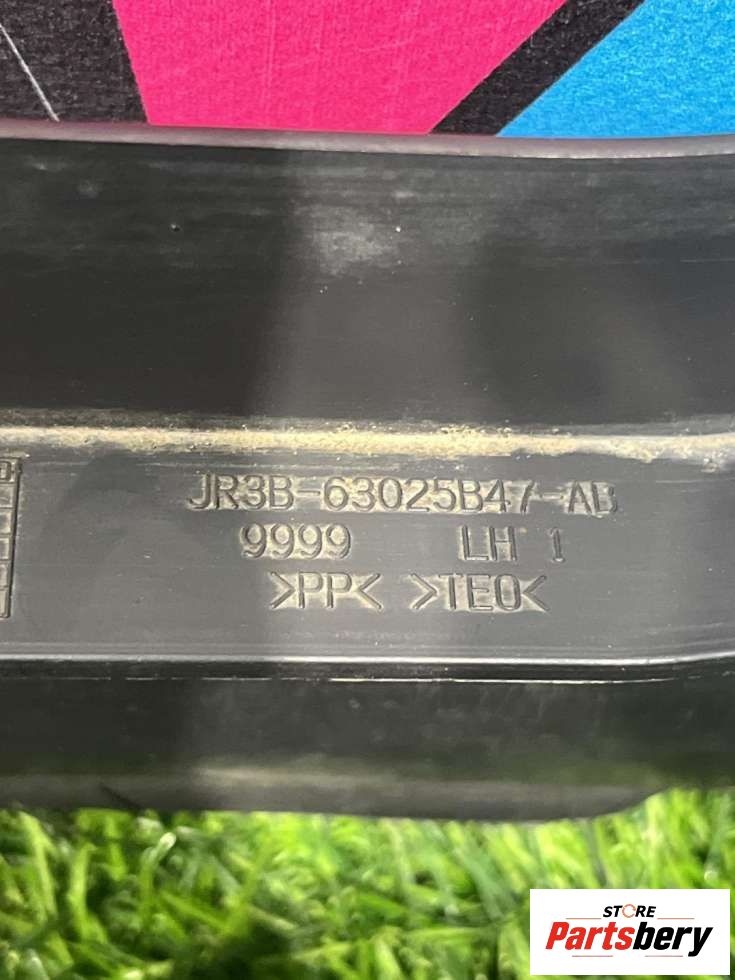 JR3B-63025B47-AB
9999 LH 1
>PP< >TEO<
STORE
Partsbery